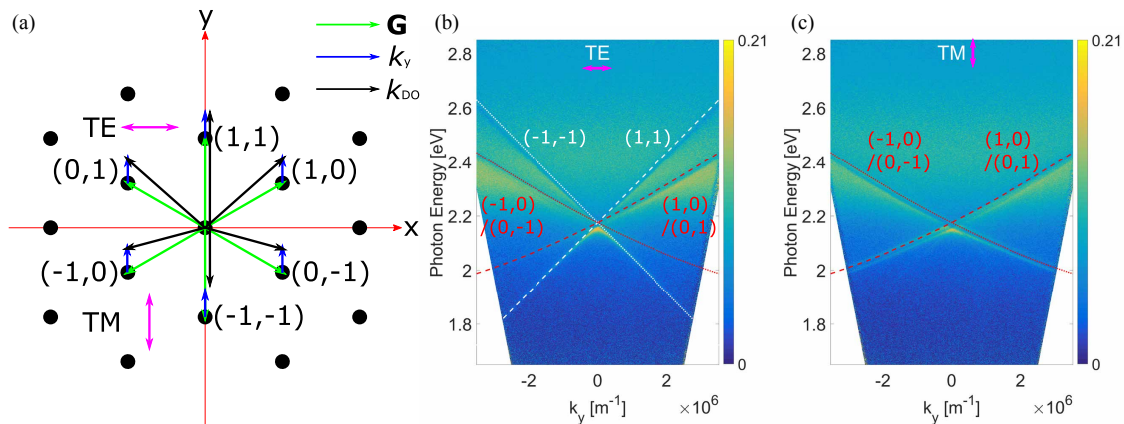 (a)
y
G
k_y
k_DO
TE
(1,1)
(0,1)
(1,0)
x
(-1,0)
(0,-1)
TM
(-1,-1)
(b)
TE
2.8
2.6
2.4
2.2
2
1.8
Photon Energy [eV]
(-1,-1)
(1,1)
(-1,0)
/(0,-1)
(1,0)
/(0,1)
-2
0
2
k_y [m⁻¹]
×10⁶
0.21
0
(c)
TM
2.8
2.6
2.4
2.2
2
1.8
Photon Energy [eV]
(-1,0)
/(0,-1)
(1,0)
/(0,1)
-2
0
2
k_y [m⁻¹]
×10⁶
0.21
0